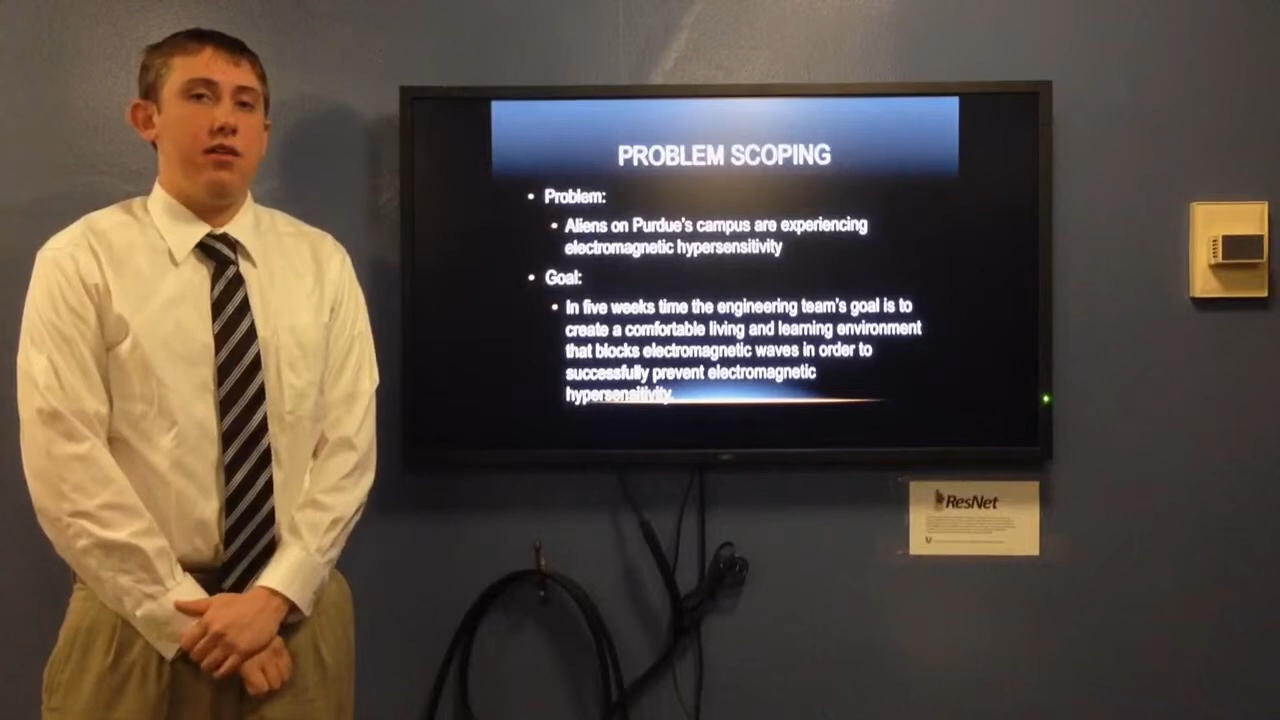 PROBLEM SCOPING
• Problem:
• Aliens on Purdue's campus are experiencing
electromagnetic hypersensitivity
• Goal:
• In five weeks time the engineering team's goal is to
create a comfortable living and learning environment
that blocks electromagnetic waves in order to
successfully prevent electromagnetic
hypersensitivity.
ResNet